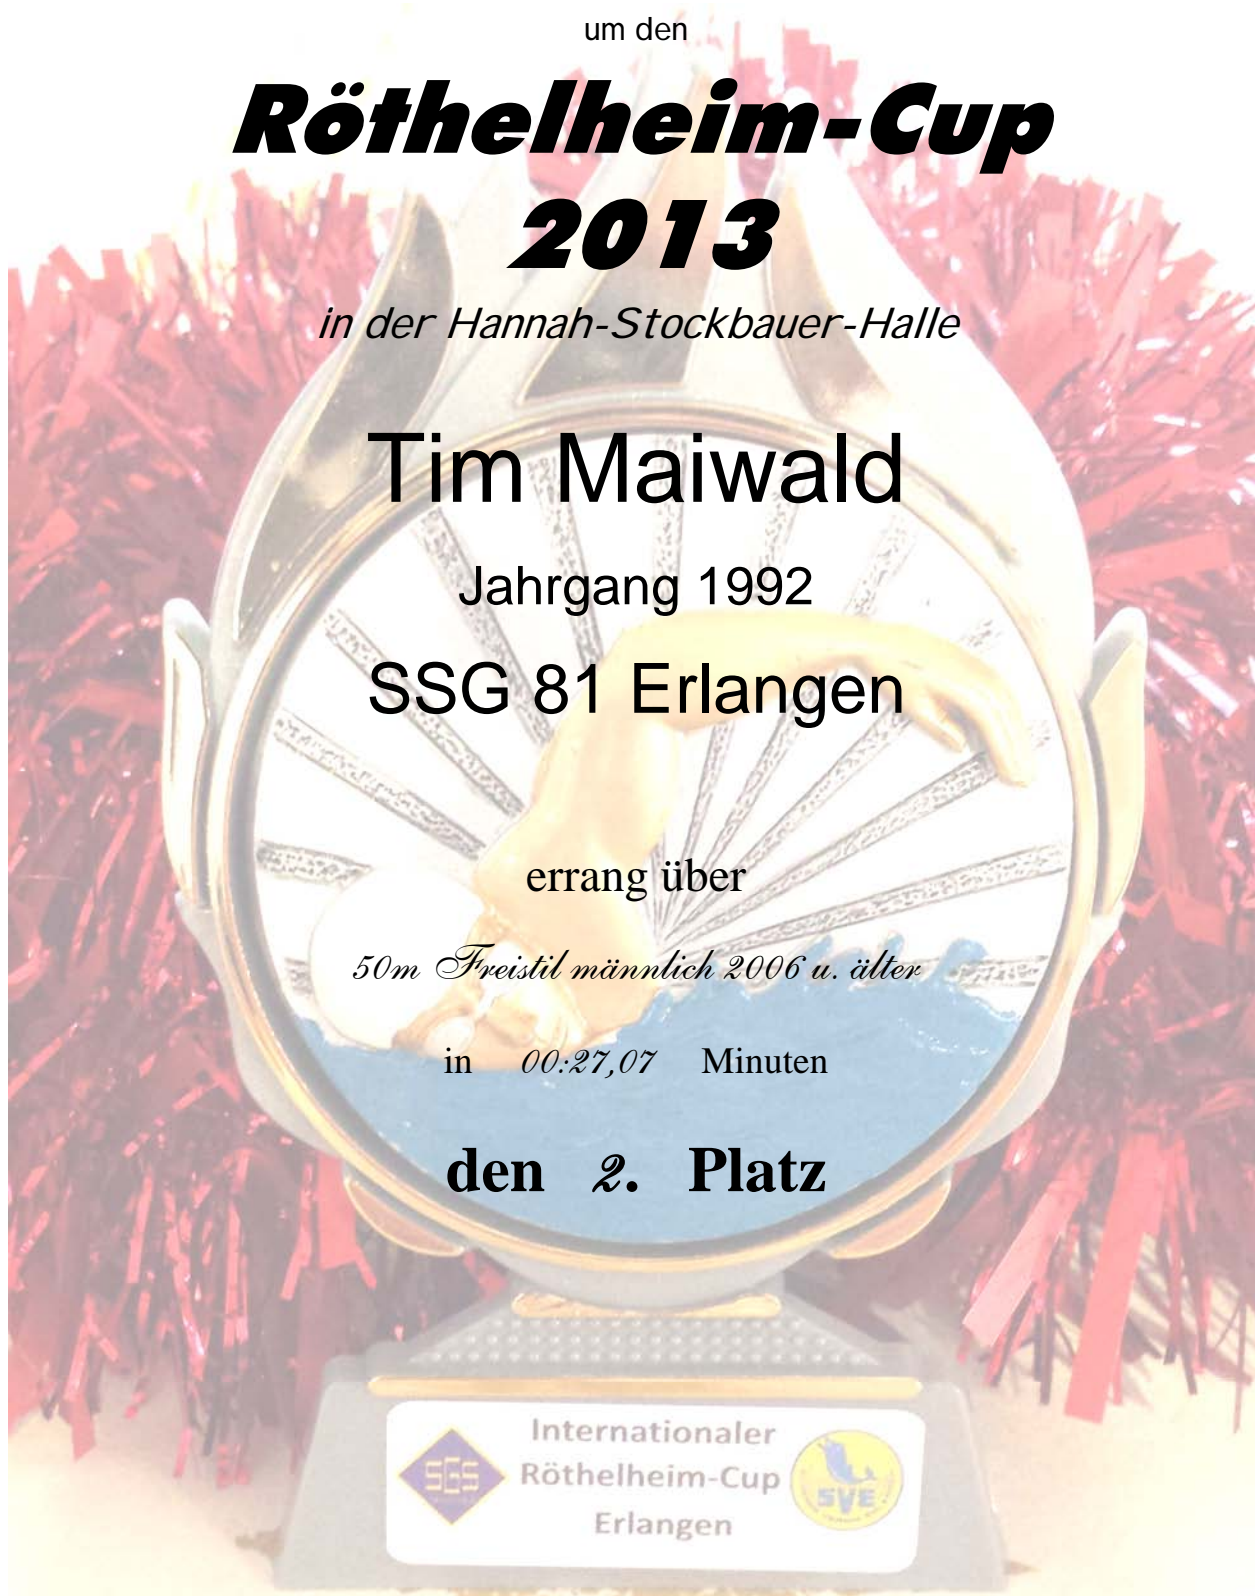 um den
Röthelheim-Cup
2013
in der Hannah-Stockbauer-Halle
Tim Maiwald
Jahrgang 1992
SSG 81 Erlangen
errang über
50m Freistil männlich 2006 u. älter
in 00:27,07 Minuten
den 2. Platz
Internationaler
SGS Röthelheim-Cup SVE
Erlangen